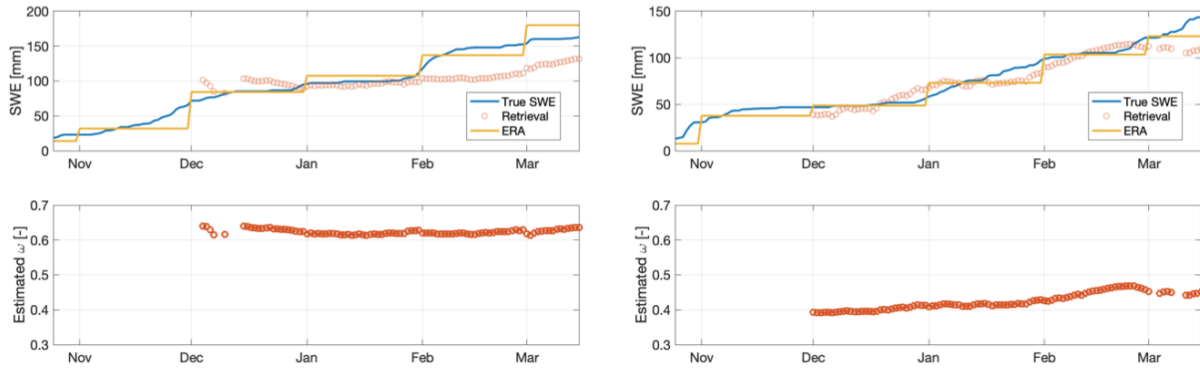 200
150
100
50
0
SWE [mm]
True SWE
Retrieval
ERA
Nov Dec Jan Feb Mar
150
100
50
0
SWE [mm]
True SWE
Retrieval
ERA
Nov Dec Jan Feb Mar
0.7
0.6
0.5
0.4
0.3
Estimated ω [-]
Nov Dec Jan Feb Mar
0.7
0.6
0.5
0.4
0.3
Estimated ω [-]
Nov Dec Jan Feb Mar